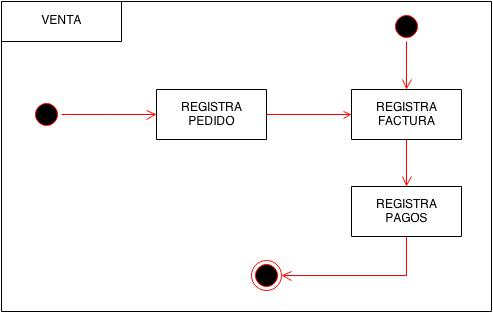 VENTA
REGISTRA
PEDIDO
REGISTRA
FACTURA
REGISTRA
PAGOS